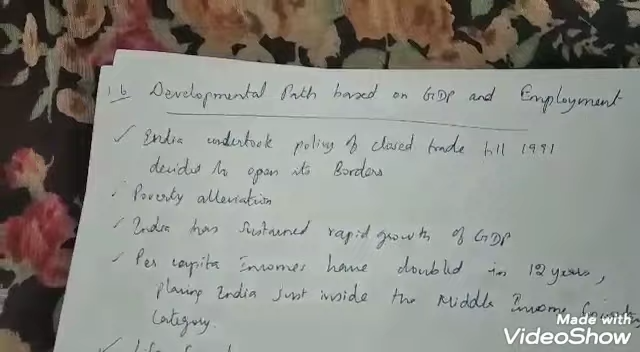 1.b Developmental Path based on GDP and Employment
✓ India undertook policy of closed trade till 1991
decided to open its Borders
✓ Poverty alleviation
✓ India has sustained rapid growth of GDP
✓ Per capita Incomes have doubled in 12 years,
placing India Just inside the Middle Income
Category.
Made with
VideoShow